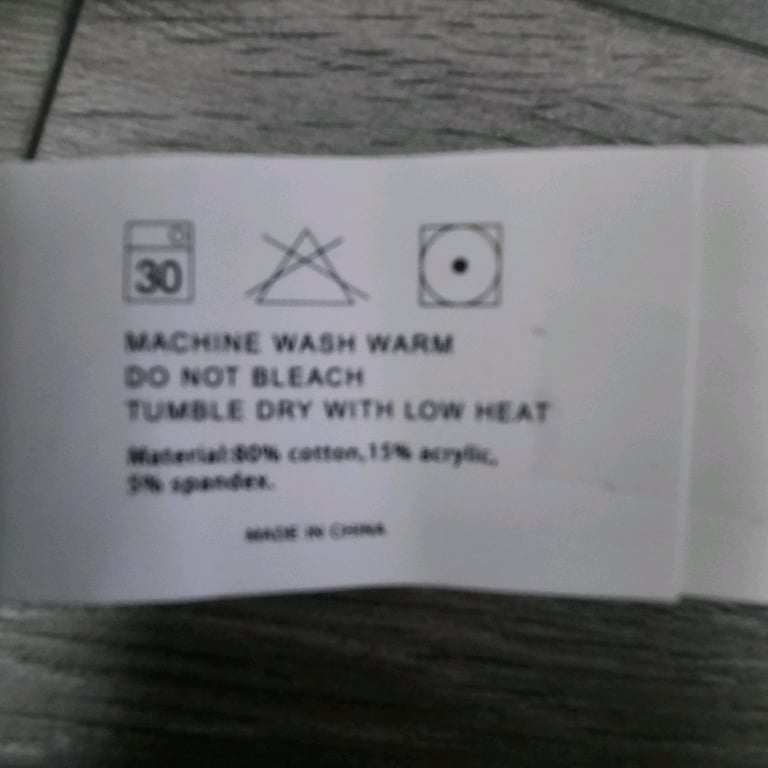 30
MACHINE WASH WARM
DO NOT BLEACH
TUMBLE DRY WITH LOW HEAT
Material:80% cotton,15% acrylic,
5% spandex.
MADE IN CHINA